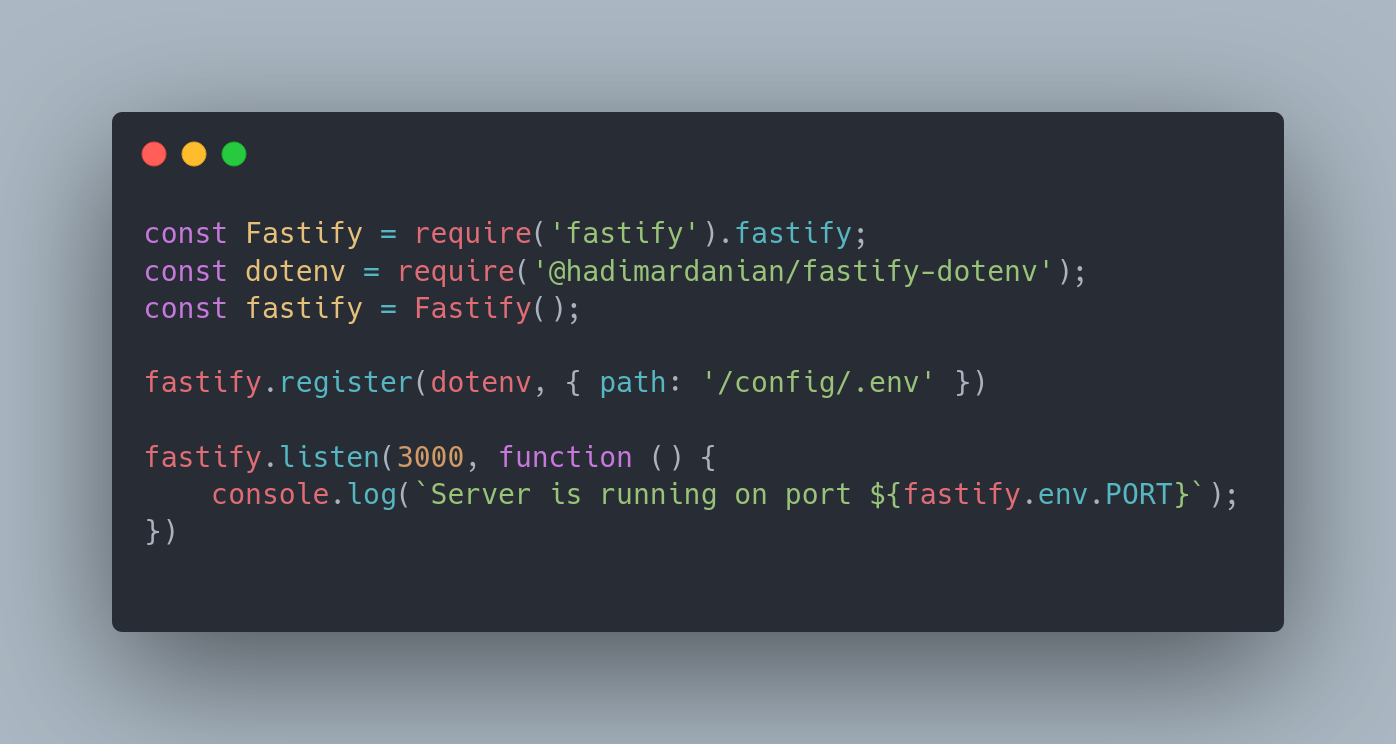 const Fastify = require('fastify').fastify;
const dotenv = require('@hadimardanian/fastify-dotenv');
const fastify = Fastify();
fastify.register(dotenv, { path: '/config/.env' })
fastify.listen(3000, function () {
    console.log(`Server is running on port ${fastify.env.PORT}`);
})